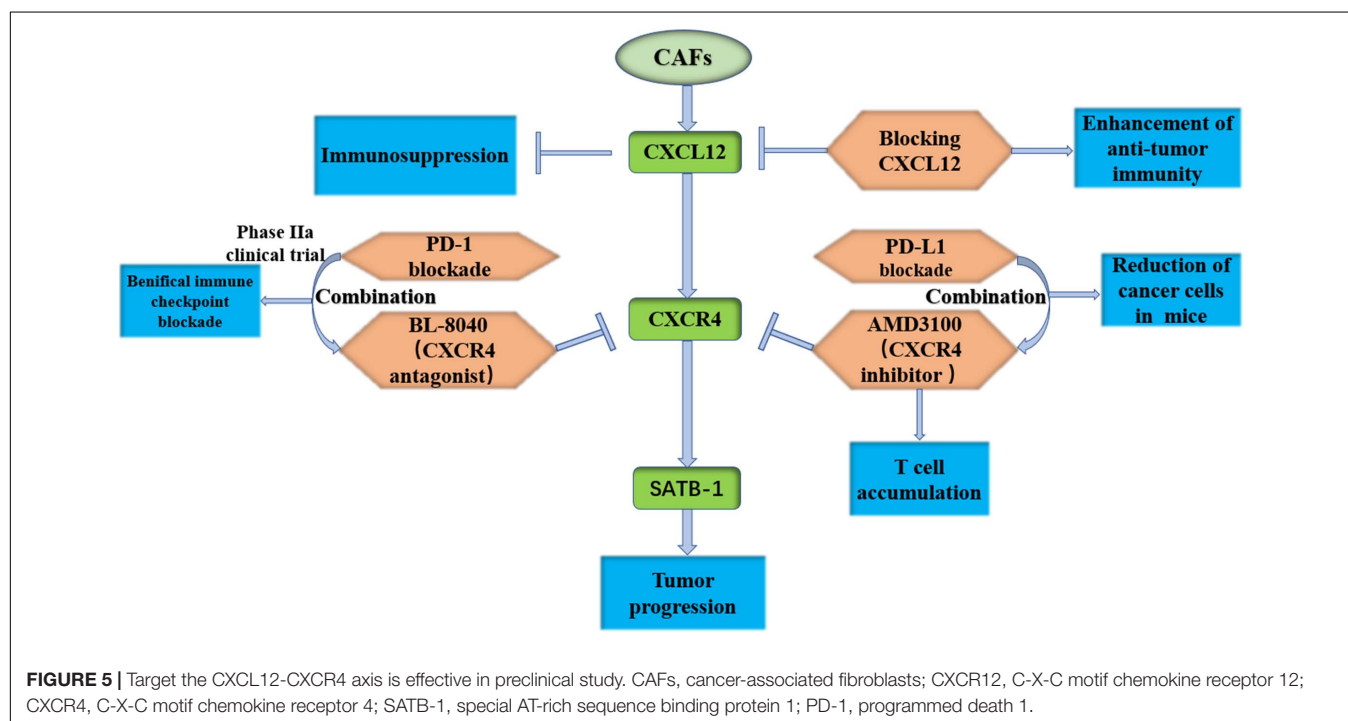 CAFs
Immunosuppression
CXCL12
Blocking
CXCL12
Enhancement of
anti-tumor
immunity
Phase IIa
clinical trial
PD-1
blockade
Benifical immune
checkpoint
blockade
Combination
BL-8040
(CXCR4
antagonist)
CXCR4
PD-L1
blockade
Combination
AMD3100
(CXCR4
inhibitor )
Reduction of
cancer cells
in mice
T cell
accumulation
SATB-1
Tumor
progression
FIGURE 5 | Target the CXCL12-CXCR4 axis is effective in preclinical study. CAFs, cancer-associated fibroblasts; CXCR12, C-X-C motif chemokine receptor 12;
CXCR4, C-X-C motif chemokine receptor 4; SATB-1, special AT-rich sequence binding protein 1; PD-1, programmed death 1.